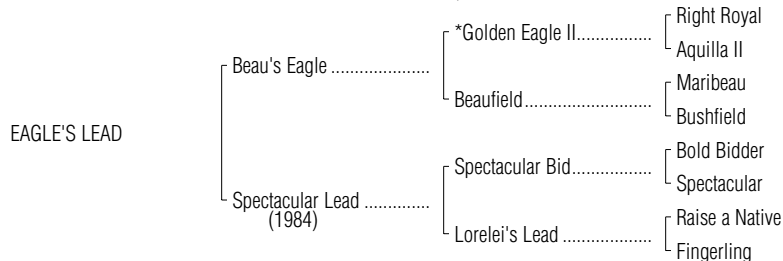 Right Royal
*Golden Eagle II.................
Aquilla II
Beau's Eagle .....................
Maribeau
Beaufield............................
Bushfield
EAGLE'S LEAD
Bold Bidder
Spectacular Bid.................
Spectacular
Spectacular Lead ..............
(1984)
Raise a Native
Lorelei's Lead ...................
Fingerling